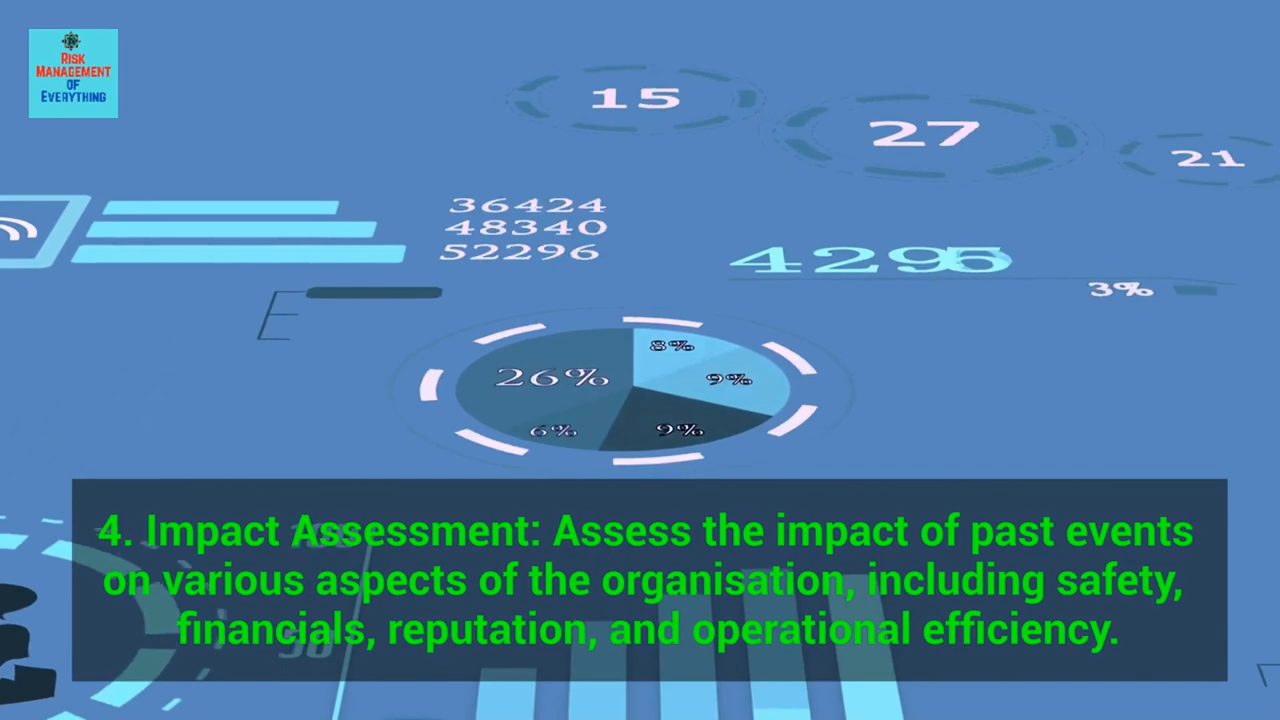 RISK
MANAGEMENT
OF
EVERYTHING
15
27
21
36424
48340
52296
3%
8%
26%
9%
6%
9%
4. Impact Assessment: Assess the impact of past events
on various aspects of the organisation, including safety,
financials, reputation, and operational efficiency.